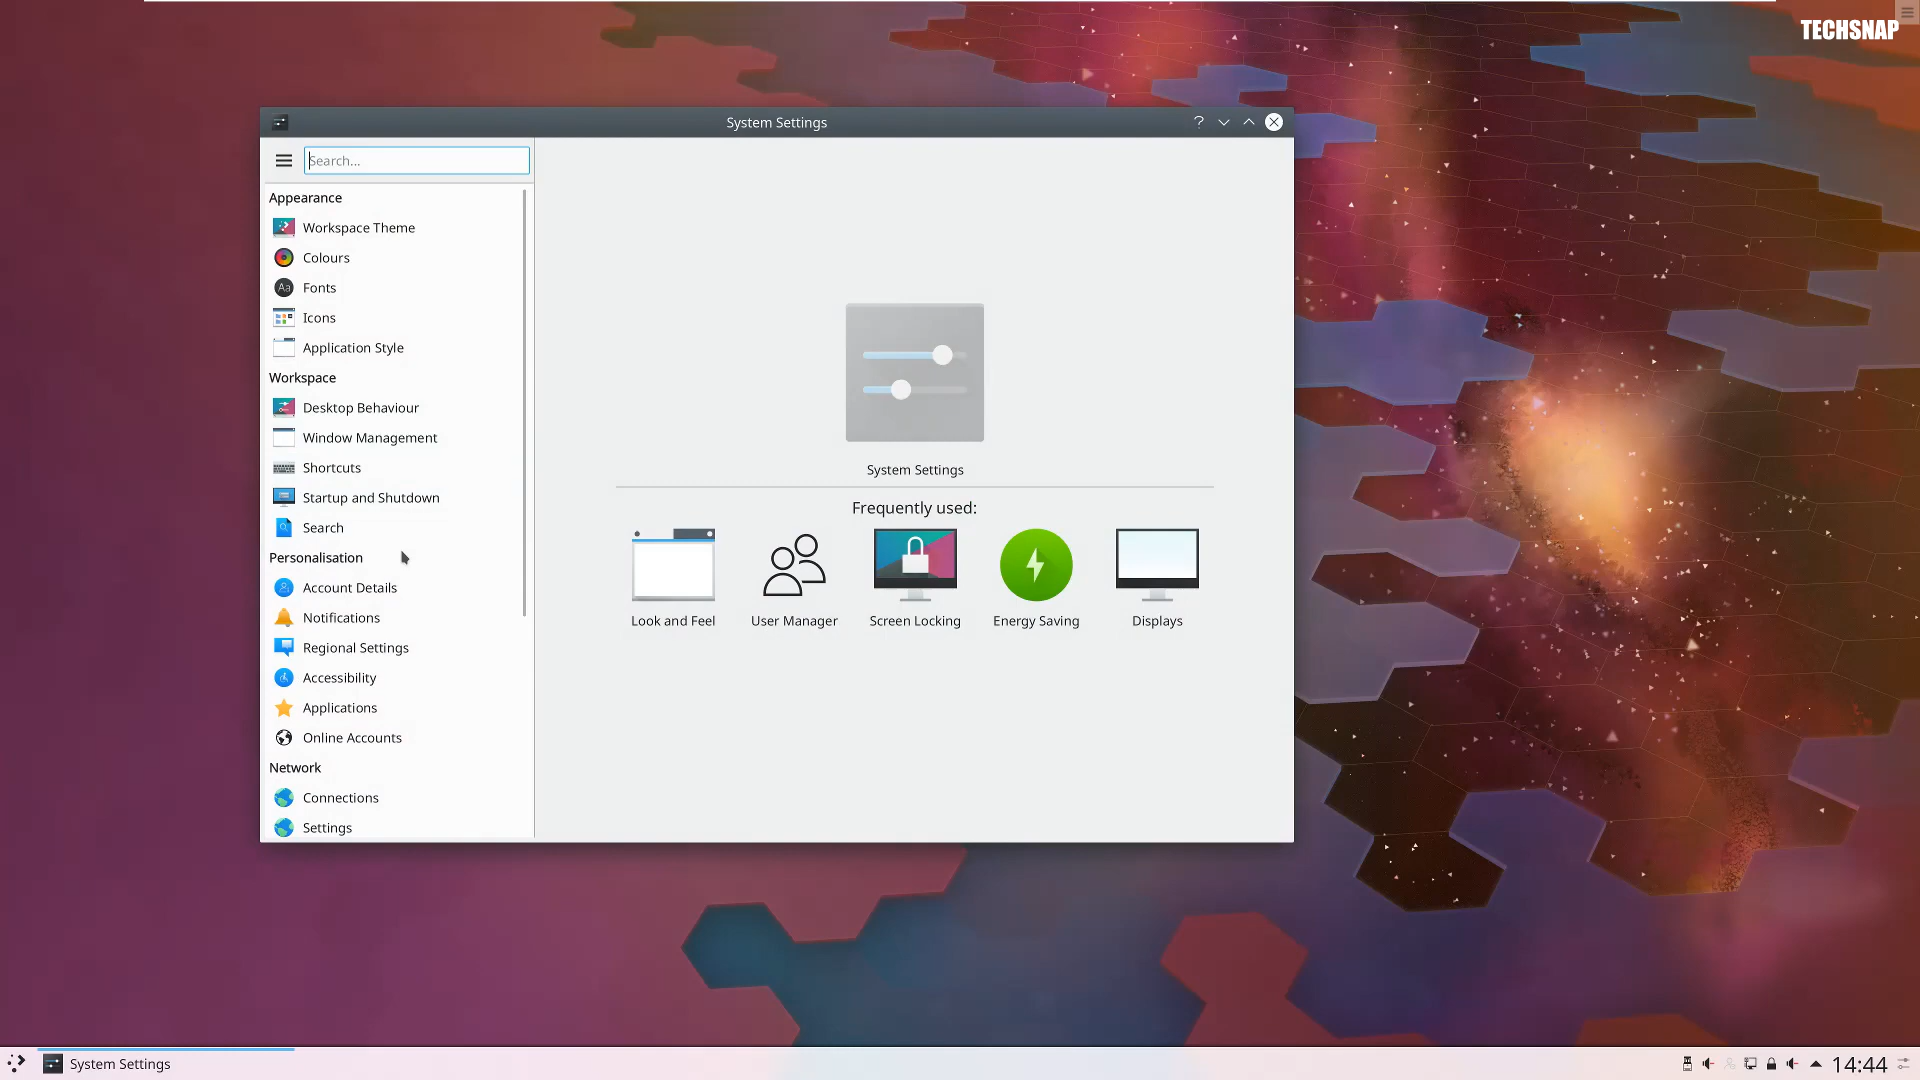 TECHSNAP
System Settings
Search...
Appearance
Workspace Theme
Colours
Aa
Fonts
Icons
Application Style
Workspace
Desktop Behaviour
Window Management
Shortcuts
Startup and Shutdown
Search
Personalisation
Account Details
Notifications
Regional Settings
Accessibility
Applications
Online Accounts
Network
Connections
Settings
System Settings
Frequently used:
Look and Feel
User Manager
Screen Locking
Energy Saving
Displays
System Settings
14:44